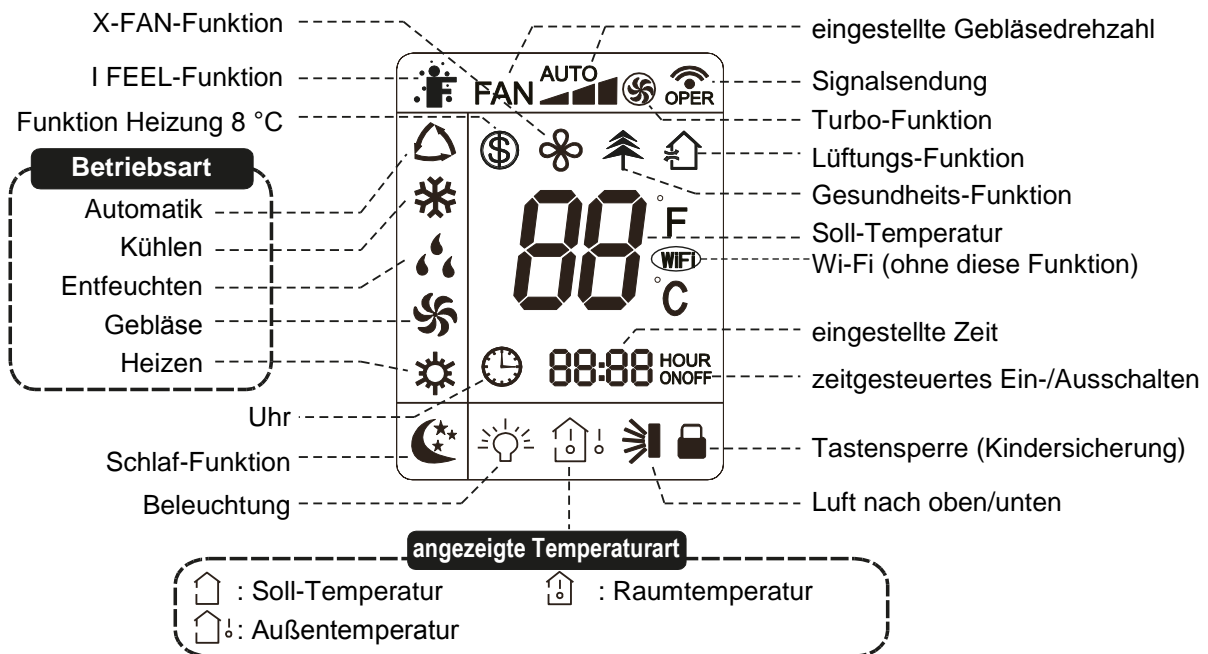 X-FAN-Funktion
I FEEL-Funktion
Funktion Heizung 8 °C
Betriebsart
Automatik
Kühlen
Entfeuchten
Gebläse
Heizen
Uhr
Schlaf-Funktion
Beleuchtung
FAN AUTO OPER
$
88 °F
WiFi
°C
88:88 HOUR
ONOFF
eingestellte Gebläsedrehzahl
Signalsendung
Turbo-Funktion
Lüftungs-Funktion
Gesundheits-Funktion
Soll-Temperatur
Wi-Fi (ohne diese Funktion)
eingestellte Zeit
zeitgesteuertes Ein-/Ausschalten
Tastensperre (Kindersicherung)
Luft nach oben/unten
angezeigte Temperaturart
: Soll-Temperatur
: Raumtemperatur
: Außentemperatur